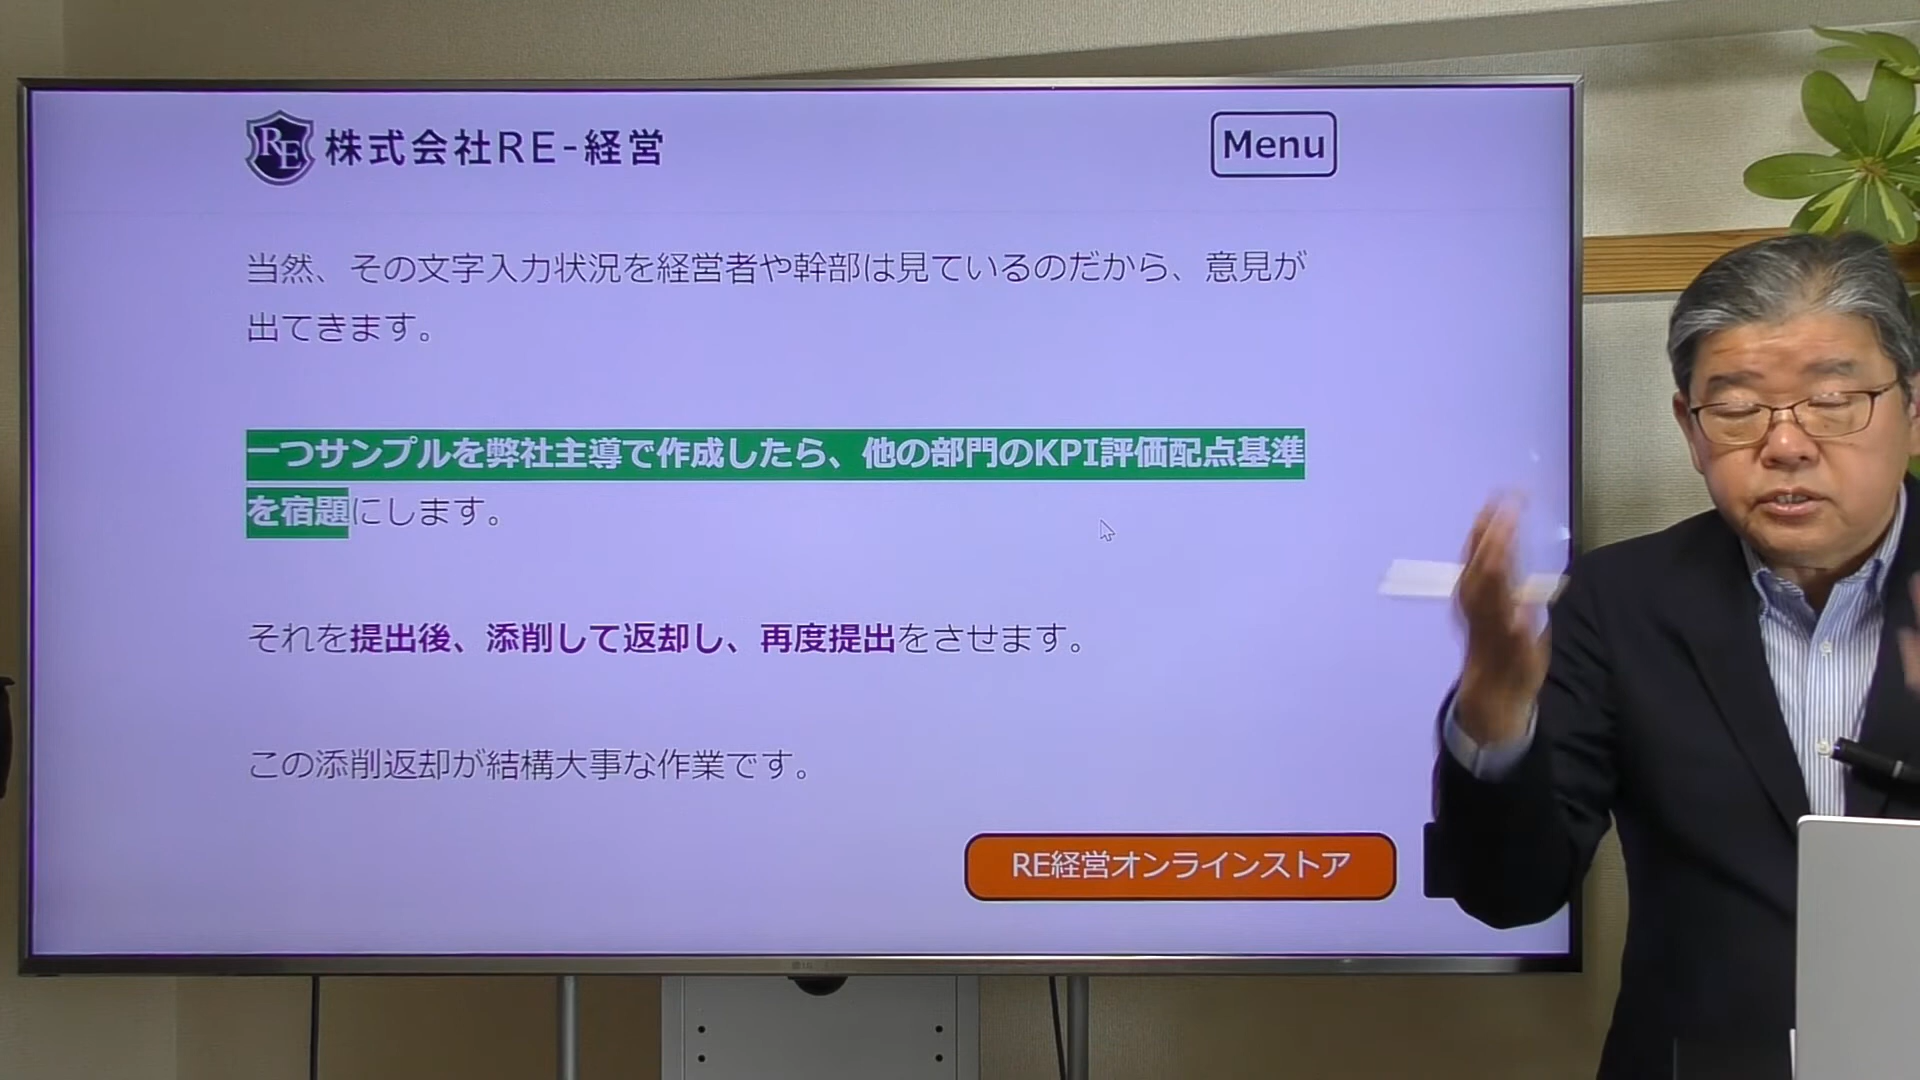 RE 株式会社RE-経営
Menu
当然、その文字入力状況を経営者や幹部は見ているのだから、意見が
出てきます。
一つサンプルを弊社主導で作成したら、他の部門のKPI評価配点基準
を宿題にします。
それを提出後、添削して返却し、再度提出をさせます。
この添削返却が結構大事な作業です。
RE経営オンラインストア